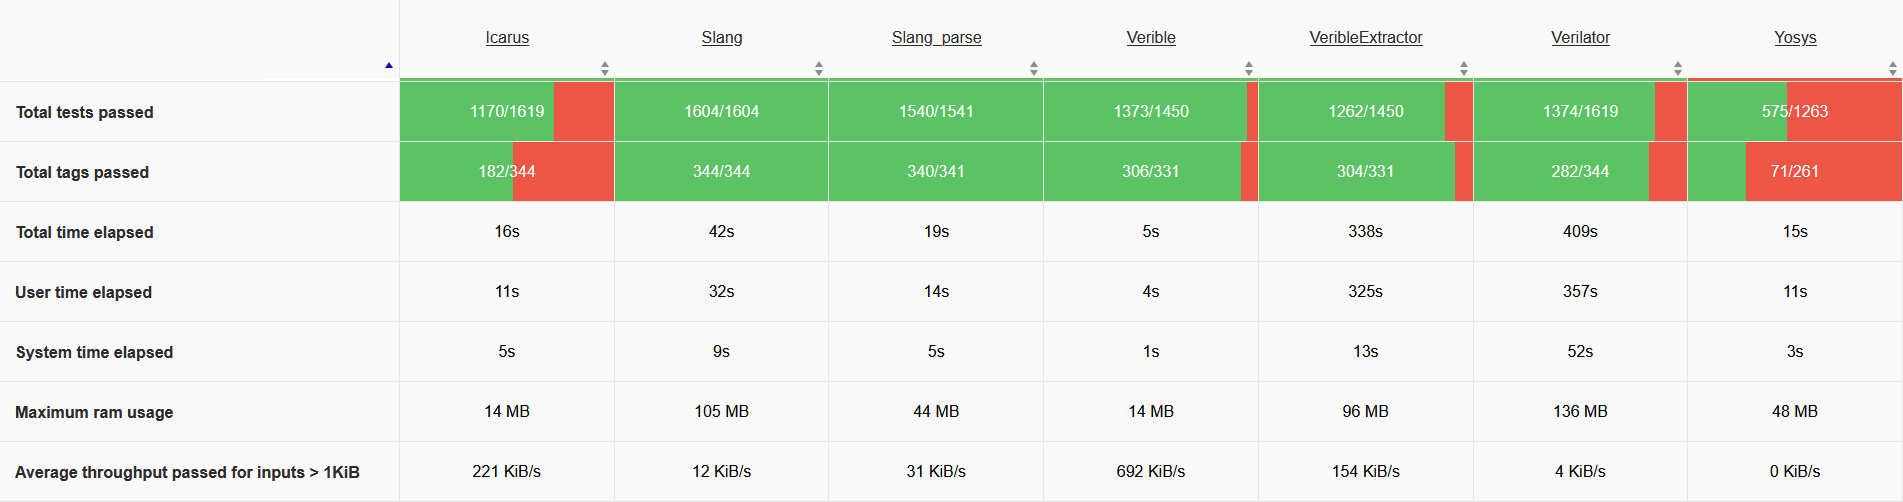 Icarus Slang Slang_parse Verible VeribleExtractor Verilator Yosys
Total tests passed 1170/1619 1604/1604 1540/1541 1373/1450 1262/1450 1374/1619 575/1263
Total tags passed 182/344 344/344 340/341 306/331 304/331 282/344 71/261
Total time elapsed 16s 42s 19s 5s 338s 409s 15s
User time elapsed 11s 32s 14s 4s 325s 357s 11s
System time elapsed 5s 9s 5s 1s 13s 52s 3s
Maximum ram usage 14 MB 105 MB 44 MB 14 MB 96 MB 136 MB 48 MB
Average throughput passed for inputs > 1KiB 221 KiB/s 12 KiB/s 31 KiB/s 692 KiB/s 154 KiB/s 4 KiB/s 0 KiB/s